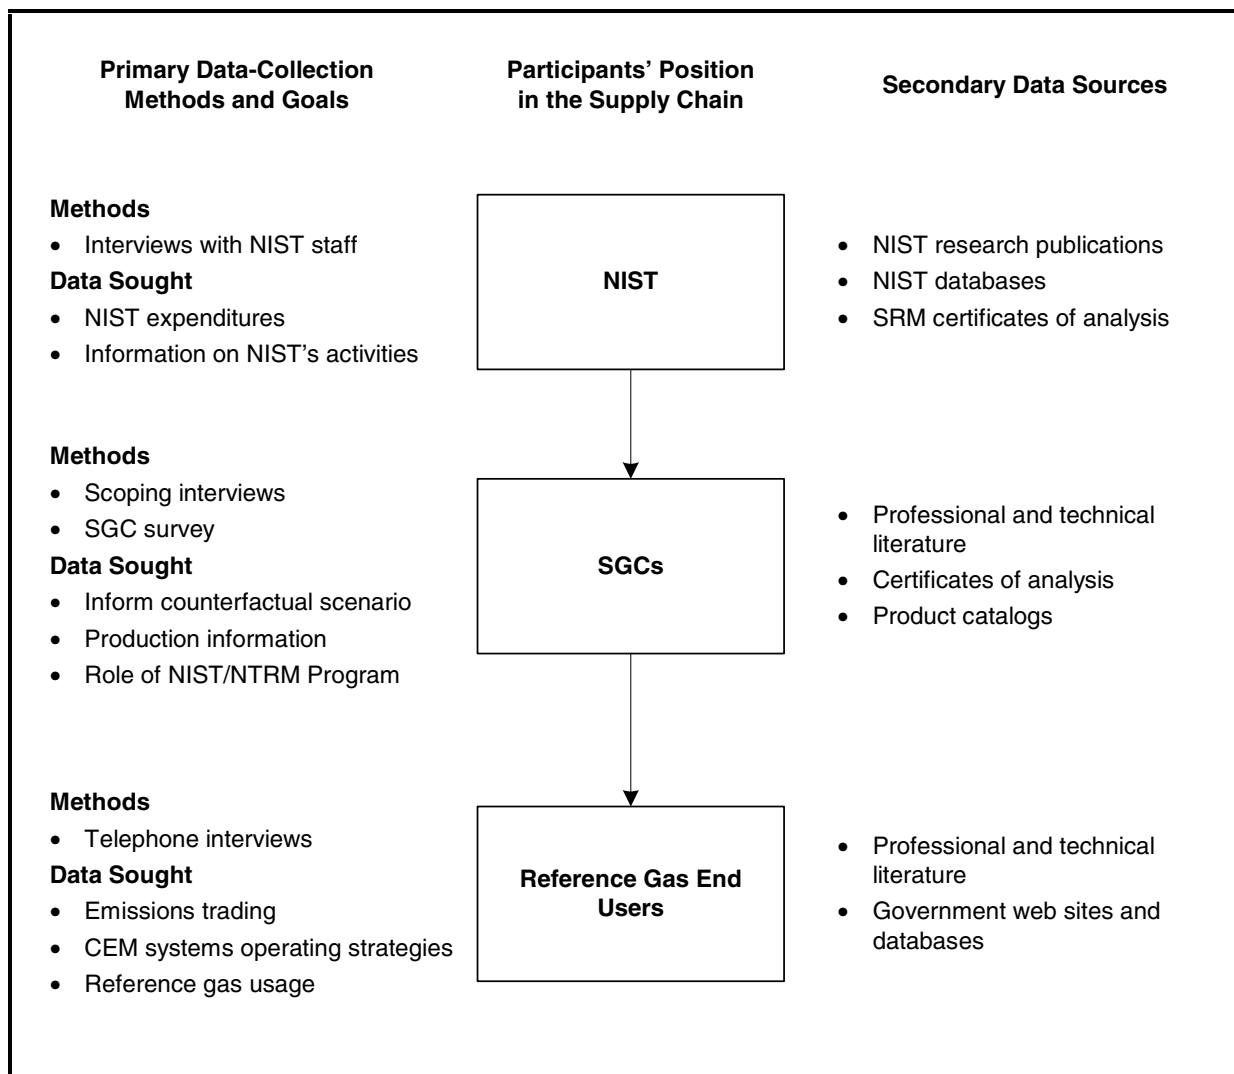 Primary Data-Collection
Methods and Goals
Participants’ Position
in the Supply Chain
Secondary Data Sources
Methods
• Interviews with NIST staff
Data Sought
• NIST expenditures
• Information on NIST’s activities
NIST
• NIST research publications
• NIST databases
• SRM certificates of analysis
Methods
• Scoping interviews
• SGC survey
Data Sought
• Inform counterfactual scenario
• Production information
• Role of NIST/NTRM Program
SGCs
• Professional and technical
literature
• Certificates of analysis
• Product catalogs
Methods
• Telephone interviews
Data Sought
• Emissions trading
• CEM systems operating strategies
• Reference gas usage
Reference Gas End
Users
• Professional and technical
literature
• Government web sites and
databases